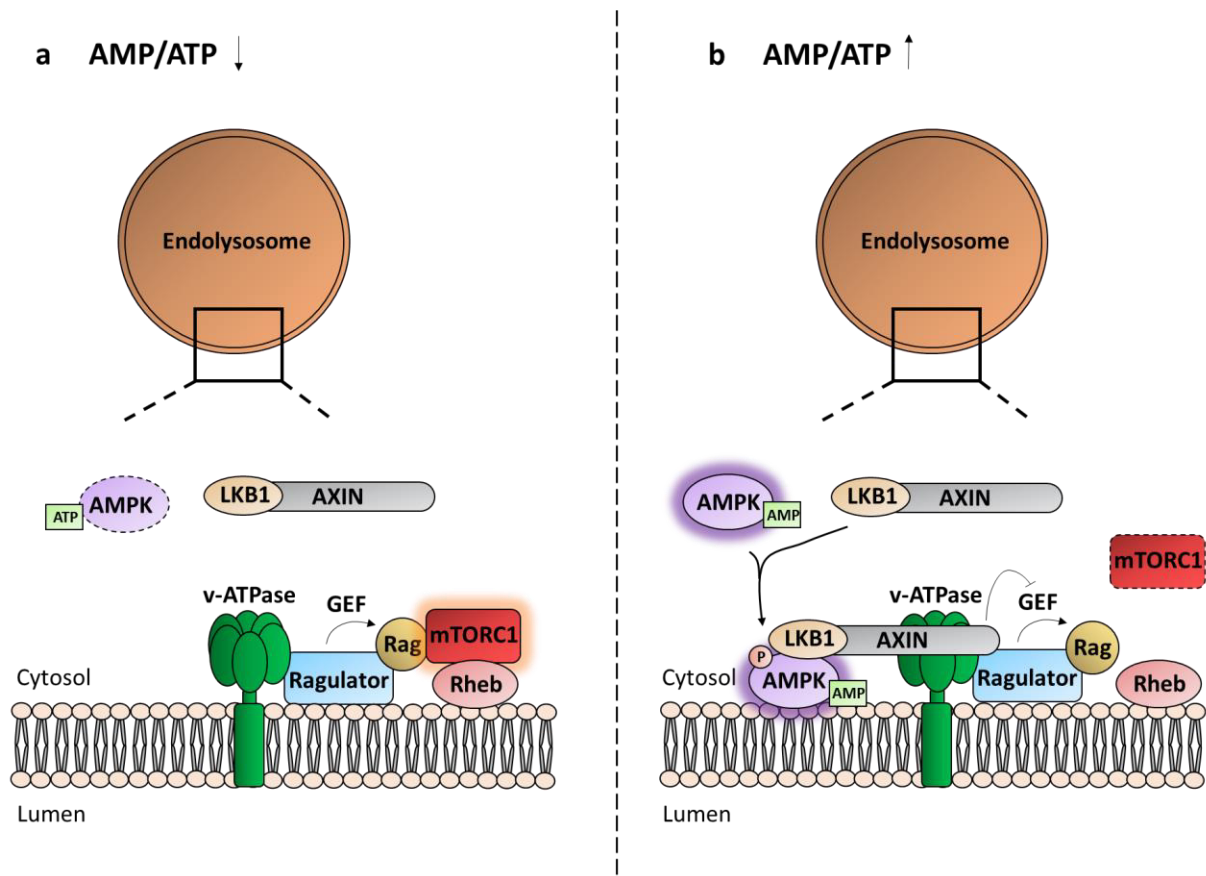 a AMP/ATP ↓
Endolysosome
AMPK
ATP
LKB1
AXIN
v-ATPase
GEF
Rag
mTORC1
Ragulator
Rheb
Cytosol
Lumen
b AMP/ATP ↑
Endolysosome
AMPK
AMP
LKB1
AXIN
mTORC1
v-ATPase
GEF
LKB1
AXIN
P
AMPK
AMP
Ragulator
Rag
Rheb
Cytosol
Lumen